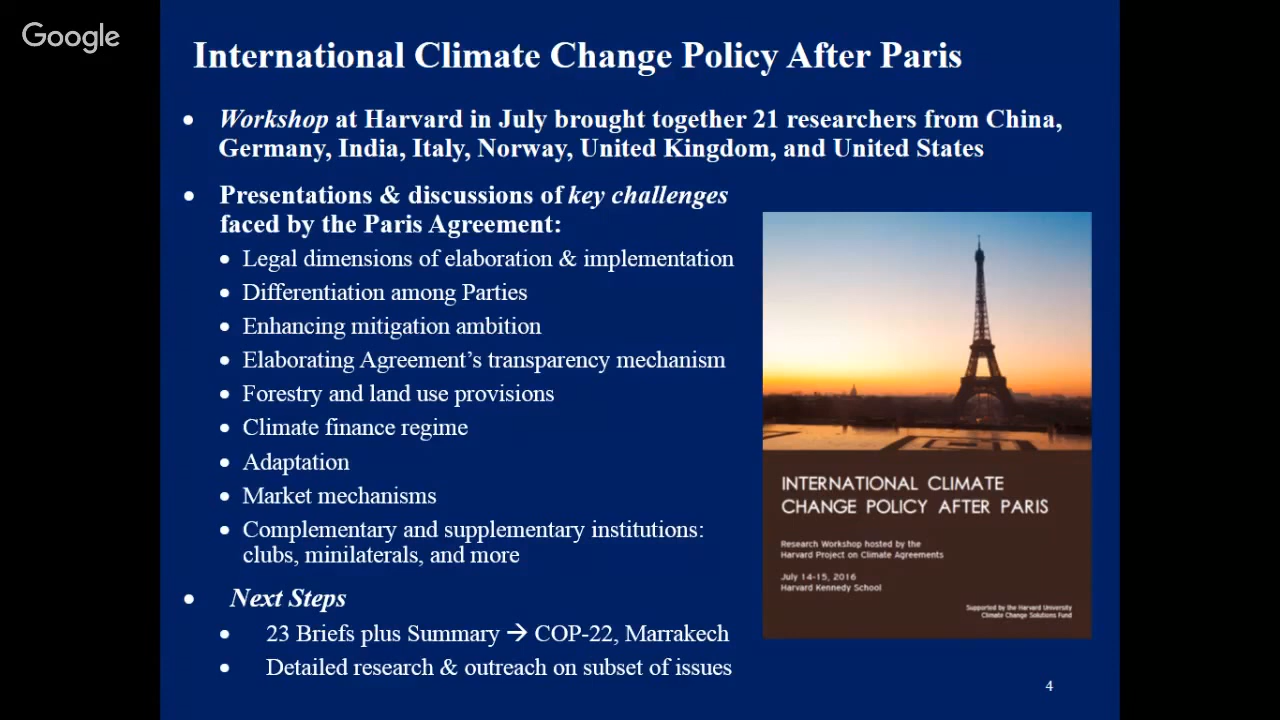 Google
International Climate Change Policy After Paris
• Workshop at Harvard in July brought together 21 researchers from China,
Germany, India, Italy, Norway, United Kingdom, and United States
• Presentations & discussions of key challenges
faced by the Paris Agreement:
• Legal dimensions of elaboration & implementation
• Differentiation among Parties
• Enhancing mitigation ambition
• Elaborating Agreement's transparency mechanism
• Forestry and land use provisions
• Climate finance regime
• Adaptation
• Market mechanisms
• Complementary and supplementary institutions:
clubs, minilaterals, and more
• Next Steps
• 23 Briefs plus Summary → COP-22, Marrakech
• Detailed research & outreach on subset of issues
INTERNATIONAL CLIMATE
CHANGE POLICY AFTER PARIS
Research Workshop hosted by the
Harvard Project on Climate Agreements
July 14-15, 2016
Harvard Kennedy School
Supported by the Harvard University
Climate Change Solutions Fund
4